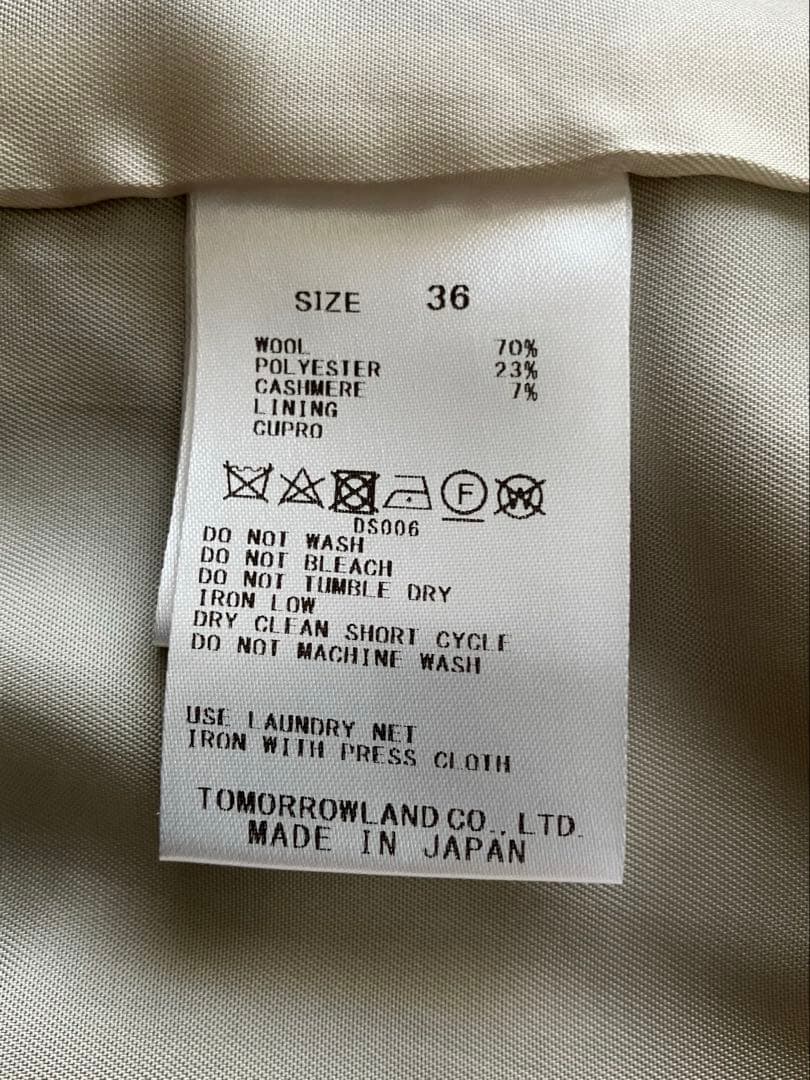 SIZE 36
WOOL 70%
POLYESTER 23%
CASHMERE 7%
LINING
CUPRO
F W
DS006
DO NOT WASH
DO NOT BLEACH
DO NOT TUMBLE DRY
IRON LOW
DRY CLEAN SHORT CYCLE
DO NOT MACHINE WASH
USE LAUNDRY NET
IRON WITH PRESS CLOTH
TOMORROWLAND CO., LTD.
MADE IN JAPAN